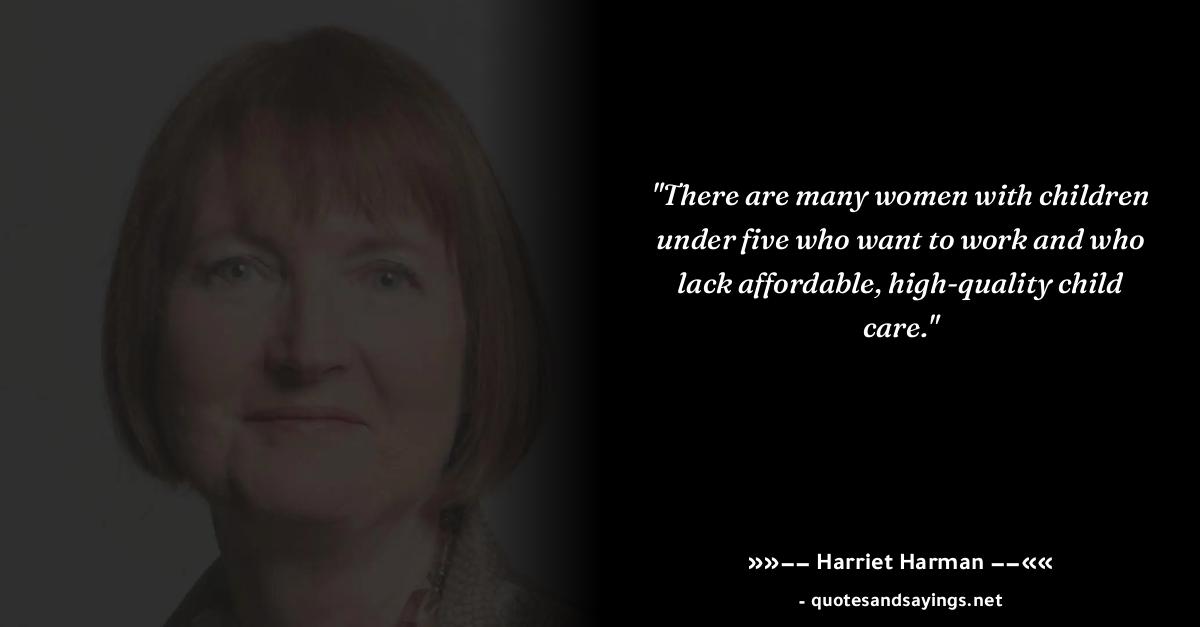 "There are many women with children
under five who want to work and who
lack affordable, high-quality child
care."
»»–– Harriet Harman ––««
- quotesandsayings.net